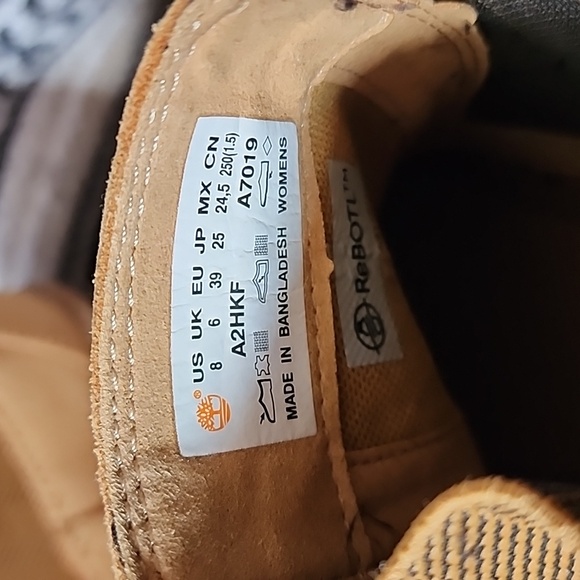 ®
US UK EU JP MX CN
8 6 39 25 24,5 250(1.5)
A2HKF A7019
MADE IN BANGLADESH WOMENS
ReBOTL™